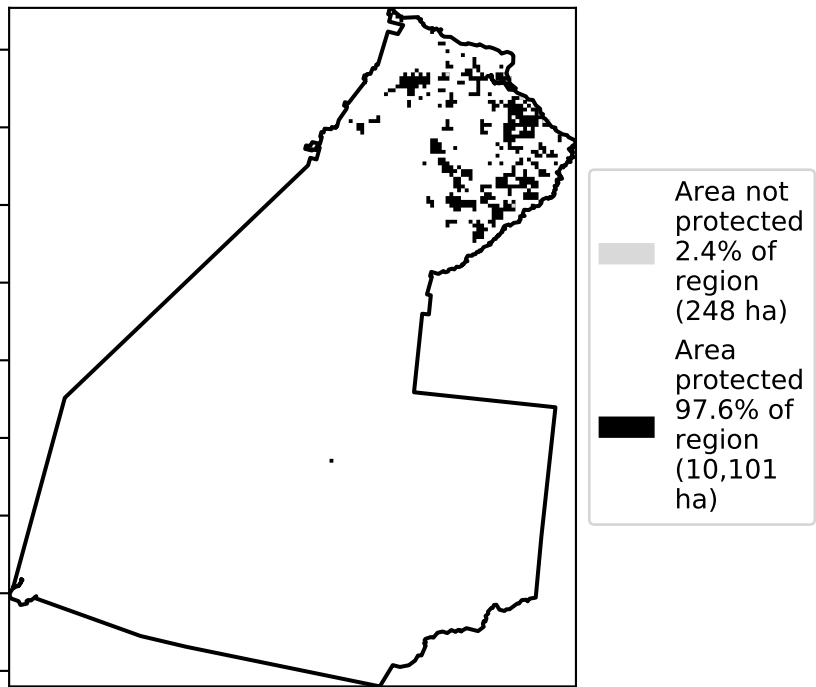 Area not
protected
2.4% of
region
(248 ha)
Area
protected
97.6% of
region
(10,101
ha)